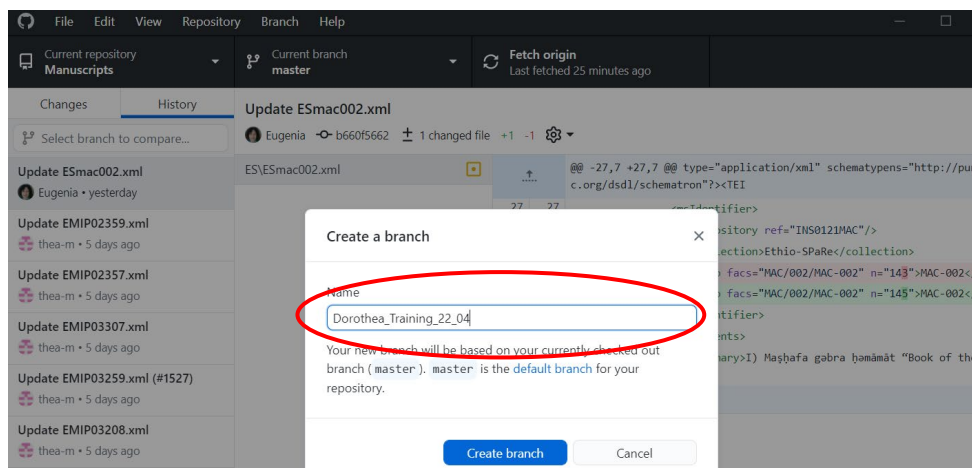 File Edit View Repository Branch Help
Current repository
Manuscripts
Current branch
master
Fetch origin
Last fetched 25 minutes ago
Changes History
Select branch to compare...
Update ESmac002.xml
Eugenia • yesterday
Update EMIP02359.xml
thea-m • 5 days ago
Update EMIP02357.xml
thea-m • 5 days ago
Update EMIP03307.xml
thea-m • 5 days ago
Update EMIP03259.xml (#1527)
thea-m • 5 days ago
Update EMIP03208.xml
thea-m • 5 days ago
Update ESmac002.xml
Eugenia b660f5662 1 changed file +1 -1
ES\ESmac002.xml
@@ -27,7 +27,7 @@ type="application/xml" schematypens="http://pu
c.org/dsdl/schematron"?><TEI
27 27 <msIdentifier>
sitory ref="INS0121MAC"/>
ection>Ethio-SPaRe</collection>
facs="MAC/002/MAC-002" n="143">MAC-002<
facs="MAC/002/MAC-002" n="145">MAC-002<
tifier>
nts>
ary>I) Maṣḥafa gəbra ḥəmāmāt “Book of th
Create a branch
Name
Dorothea_Training_22_04
Your new branch will be based on your currently checked out
branch ( master ). master is the default branch for your
repository.
Create branch Cancel